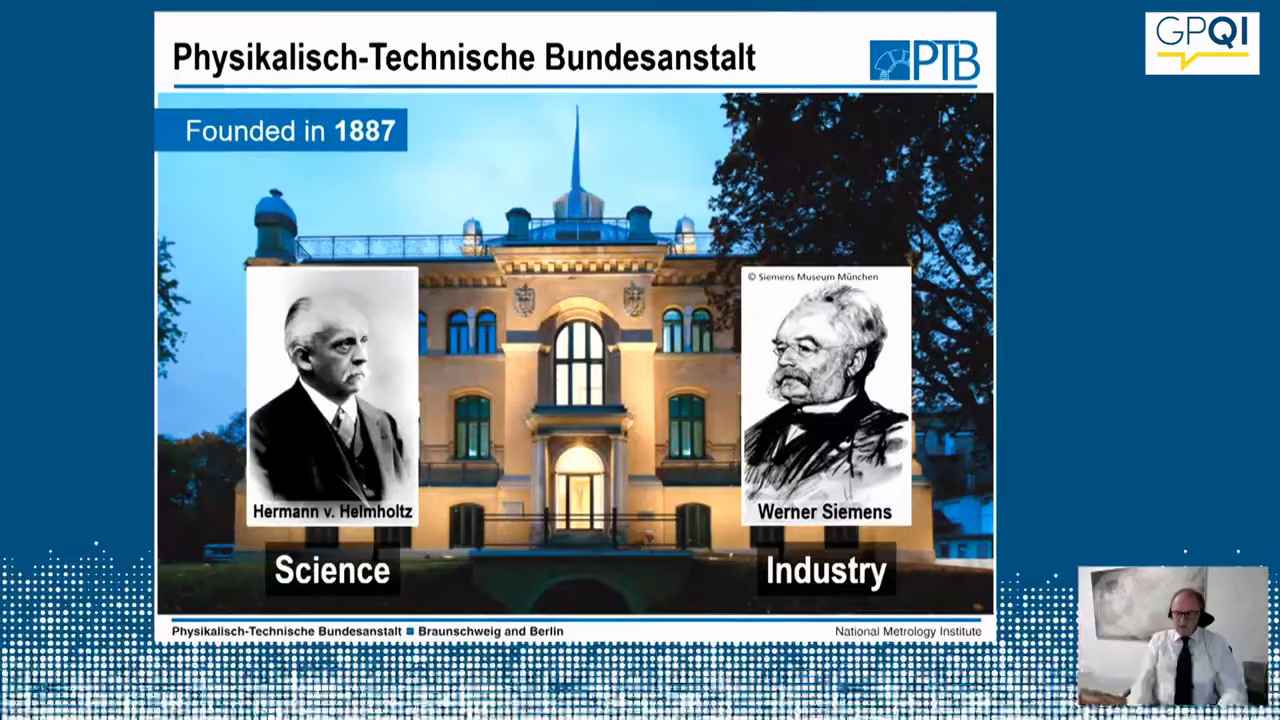 Physikalisch-Technische Bundesanstalt
PTB
GPQI
Founded in 1887
© Siemens Museum München
Hermann v. Helmholtz
Werner Siemens
Science
Industry
Physikalisch-Technische Bundesanstalt ■ Braunschweig and Berlin
National Metrology Institute